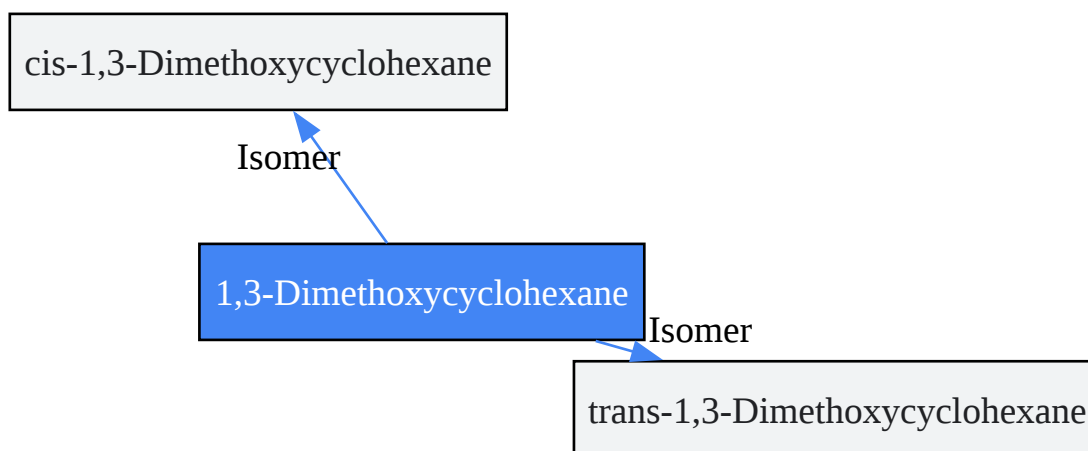 cis-1,3-Dimethoxycyclohexane
Isomer
1,3-Dimethoxycyclohexane
Isomer
trans-1,3-Dimethoxycyclohexane